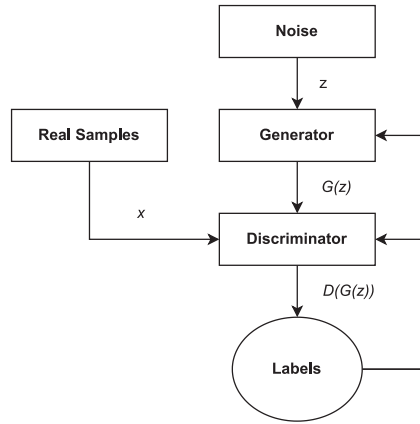 Noise
z
Real Samples
Generator
G(z)
x
Discriminator
D(G(z))
Labels